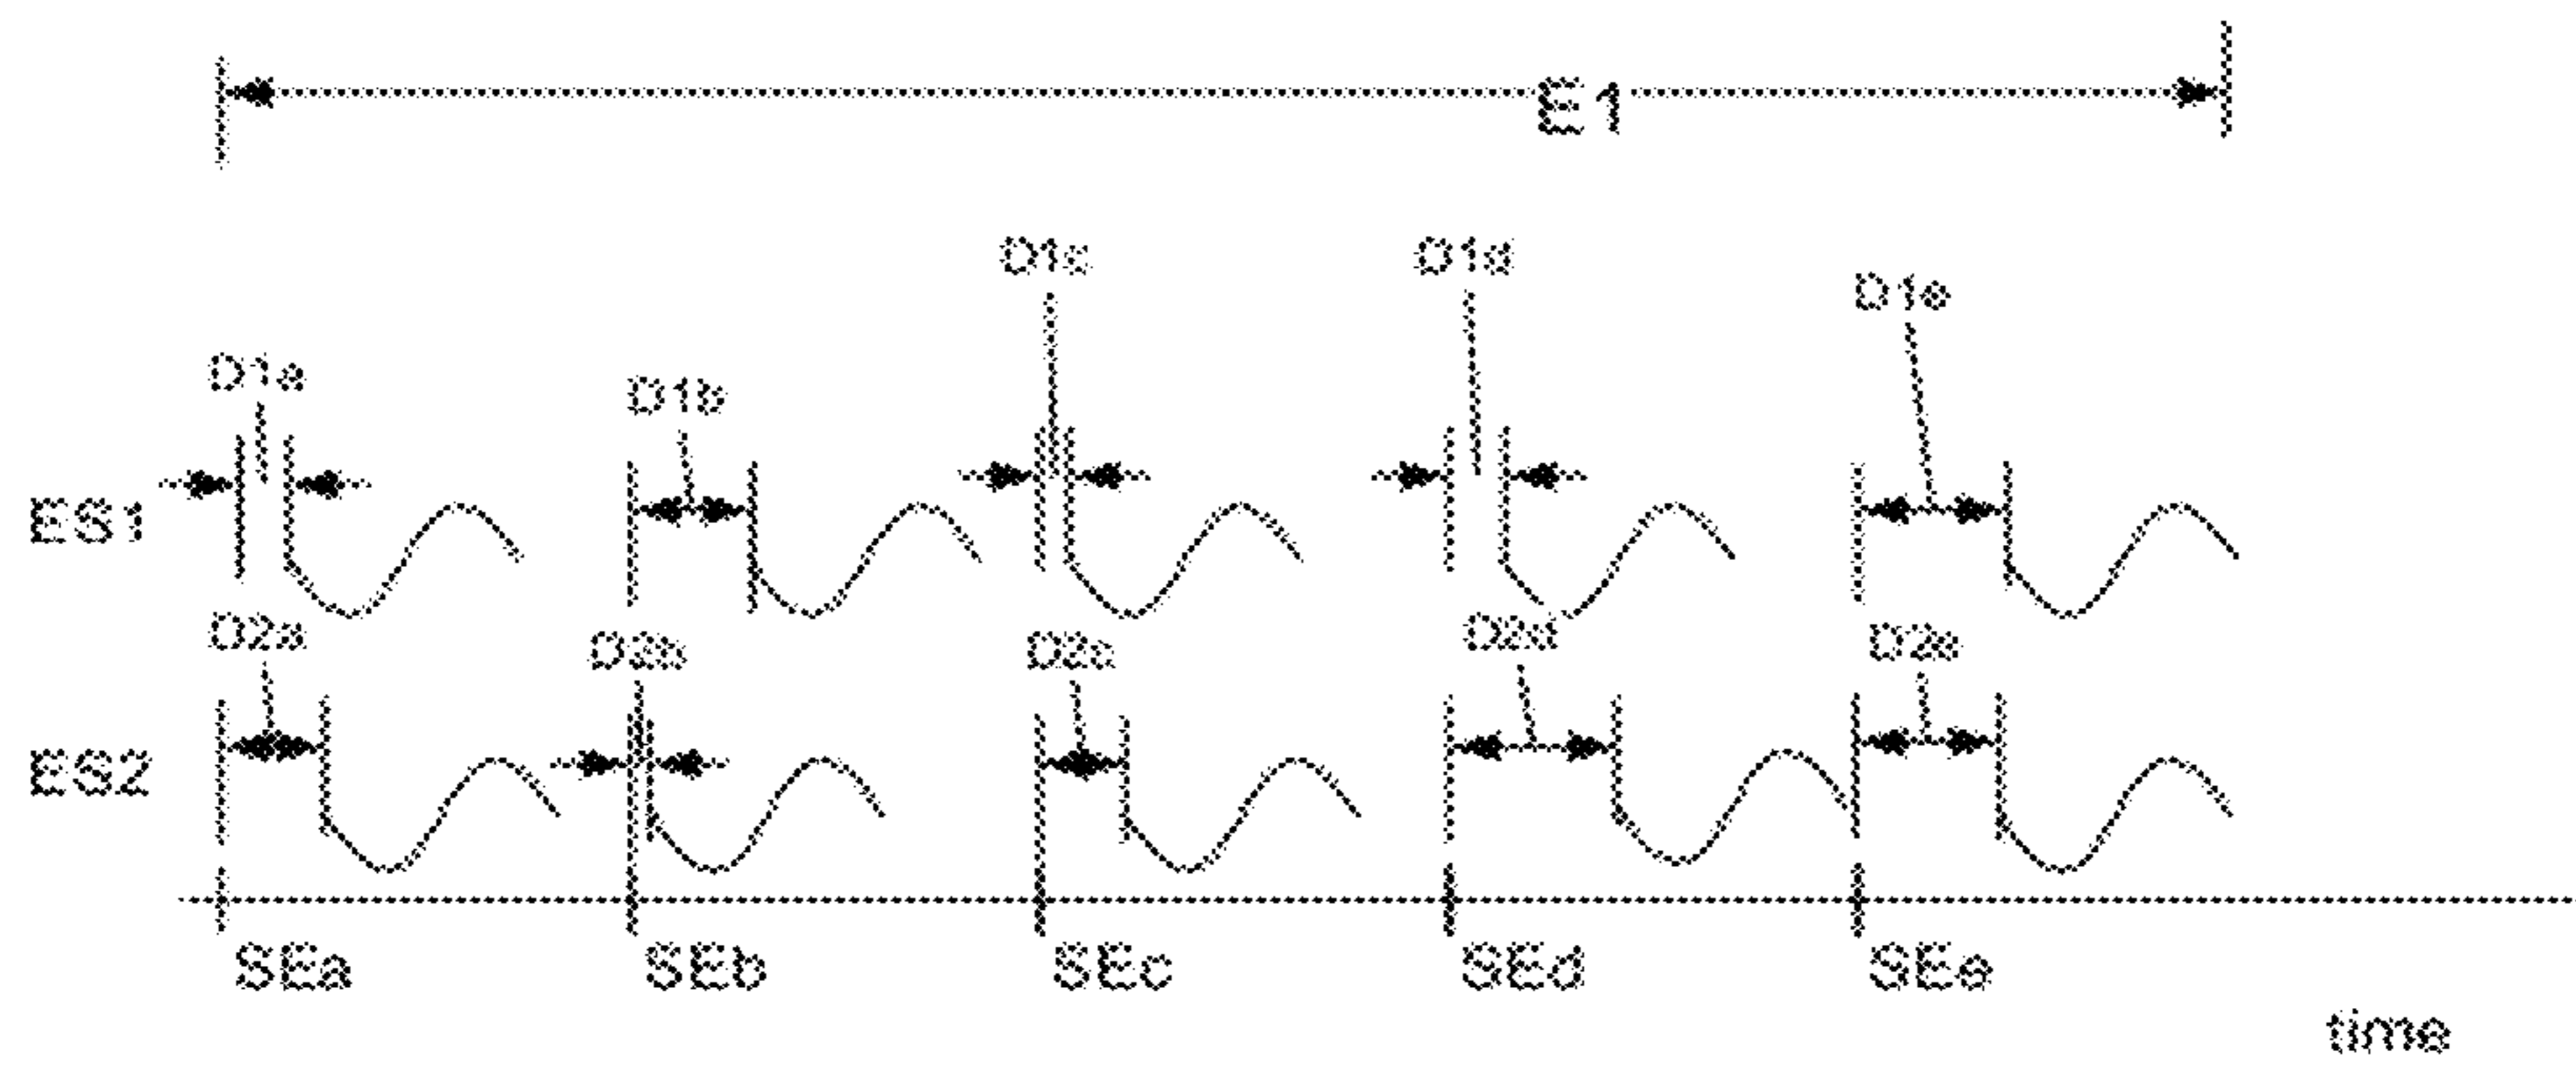 E1
D1c D1d D1e
D1a D1b
ES1
D2a D2b D2c D2d D2e
ES2
SEa SEb SEc SEd SEe
time